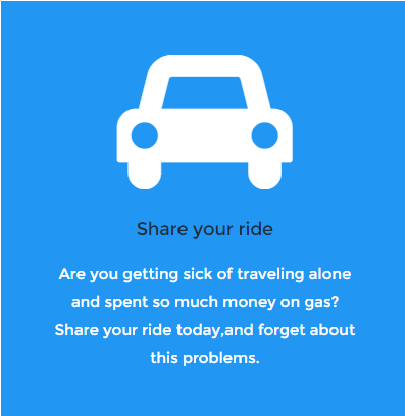 Share your ride
Are you getting sick of traveling alone
and spent so much money on gas?
Share your ride today,and forget about
this problems.